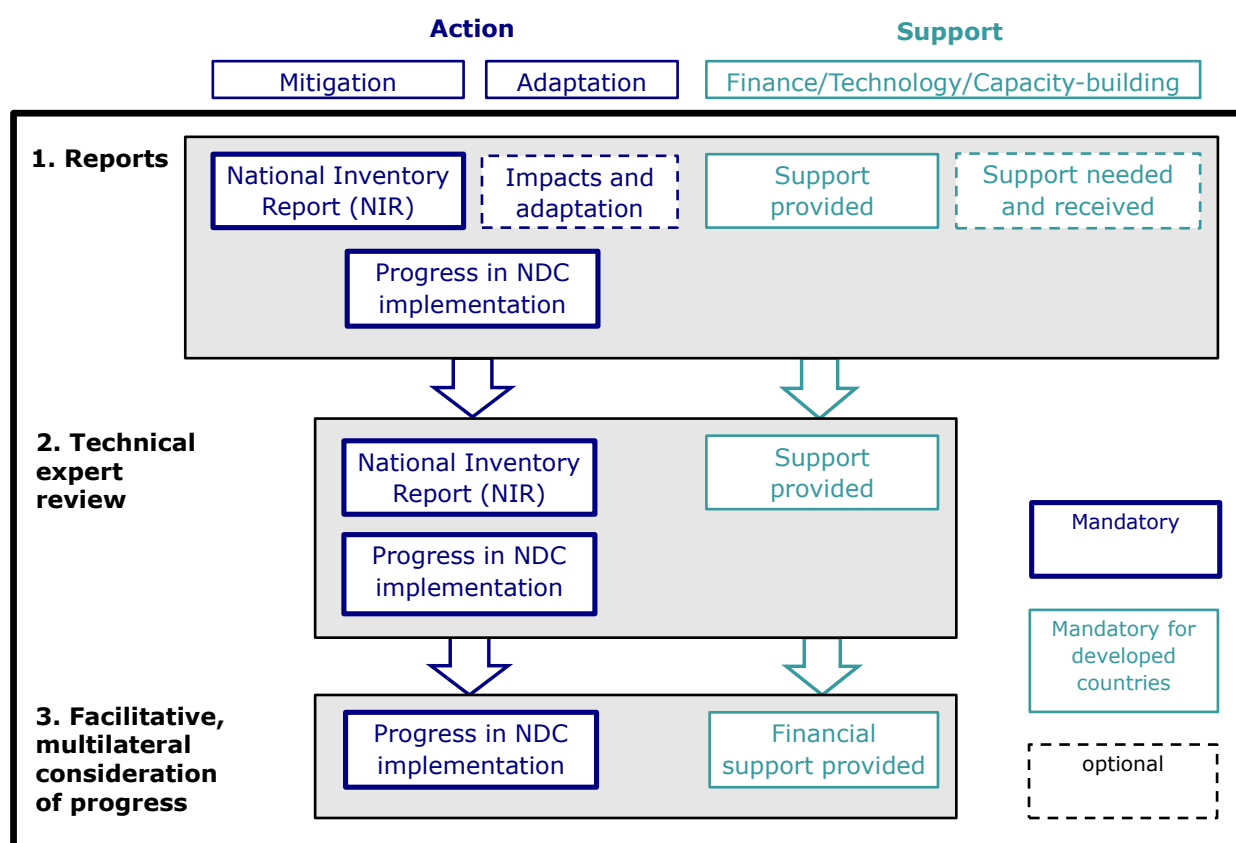 Action
Support
Mitigation
Adaptation
Finance/Technology/Capacity-building
1. Reports
National Inventory
Report (NIR)
Impacts and
adaptation
Support
provided
Support needed
and received
Progress in NDC
implementation
2. Technical
expert
review
National Inventory
Report (NIR)
Support
provided
Progress in NDC
implementation
Mandatory
Mandatory for
developed
countries
3. Facilitative,
multilateral
consideration
of progress
Progress in NDC
implementation
Financial
support provided
optional